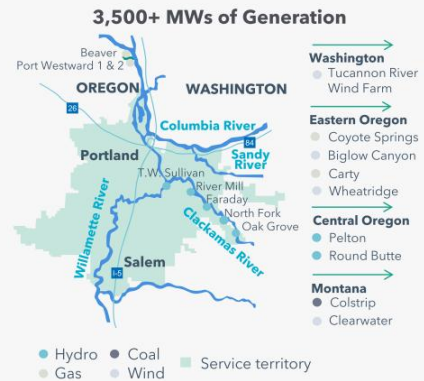 3,500+ MWs of Generation
Beaver
Port Westward 1 & 2
OREGON
WASHINGTON
26
Columbia River
84
Portland
Sandy
River
T.W. Sullivan
River Mill
Faraday
North Fork
Oak Grove
Willamette River
Clackamas River
Salem
I-5
Washington
Tucannon River
Wind Farm
Eastern Oregon
Coyote Springs
Biglow Canyon
Carty
Wheatridge
Central Oregon
Pelton
Round Butte
Montana
Colstrip
Clearwater
Hydro
Coal
Gas
Wind
Service territory